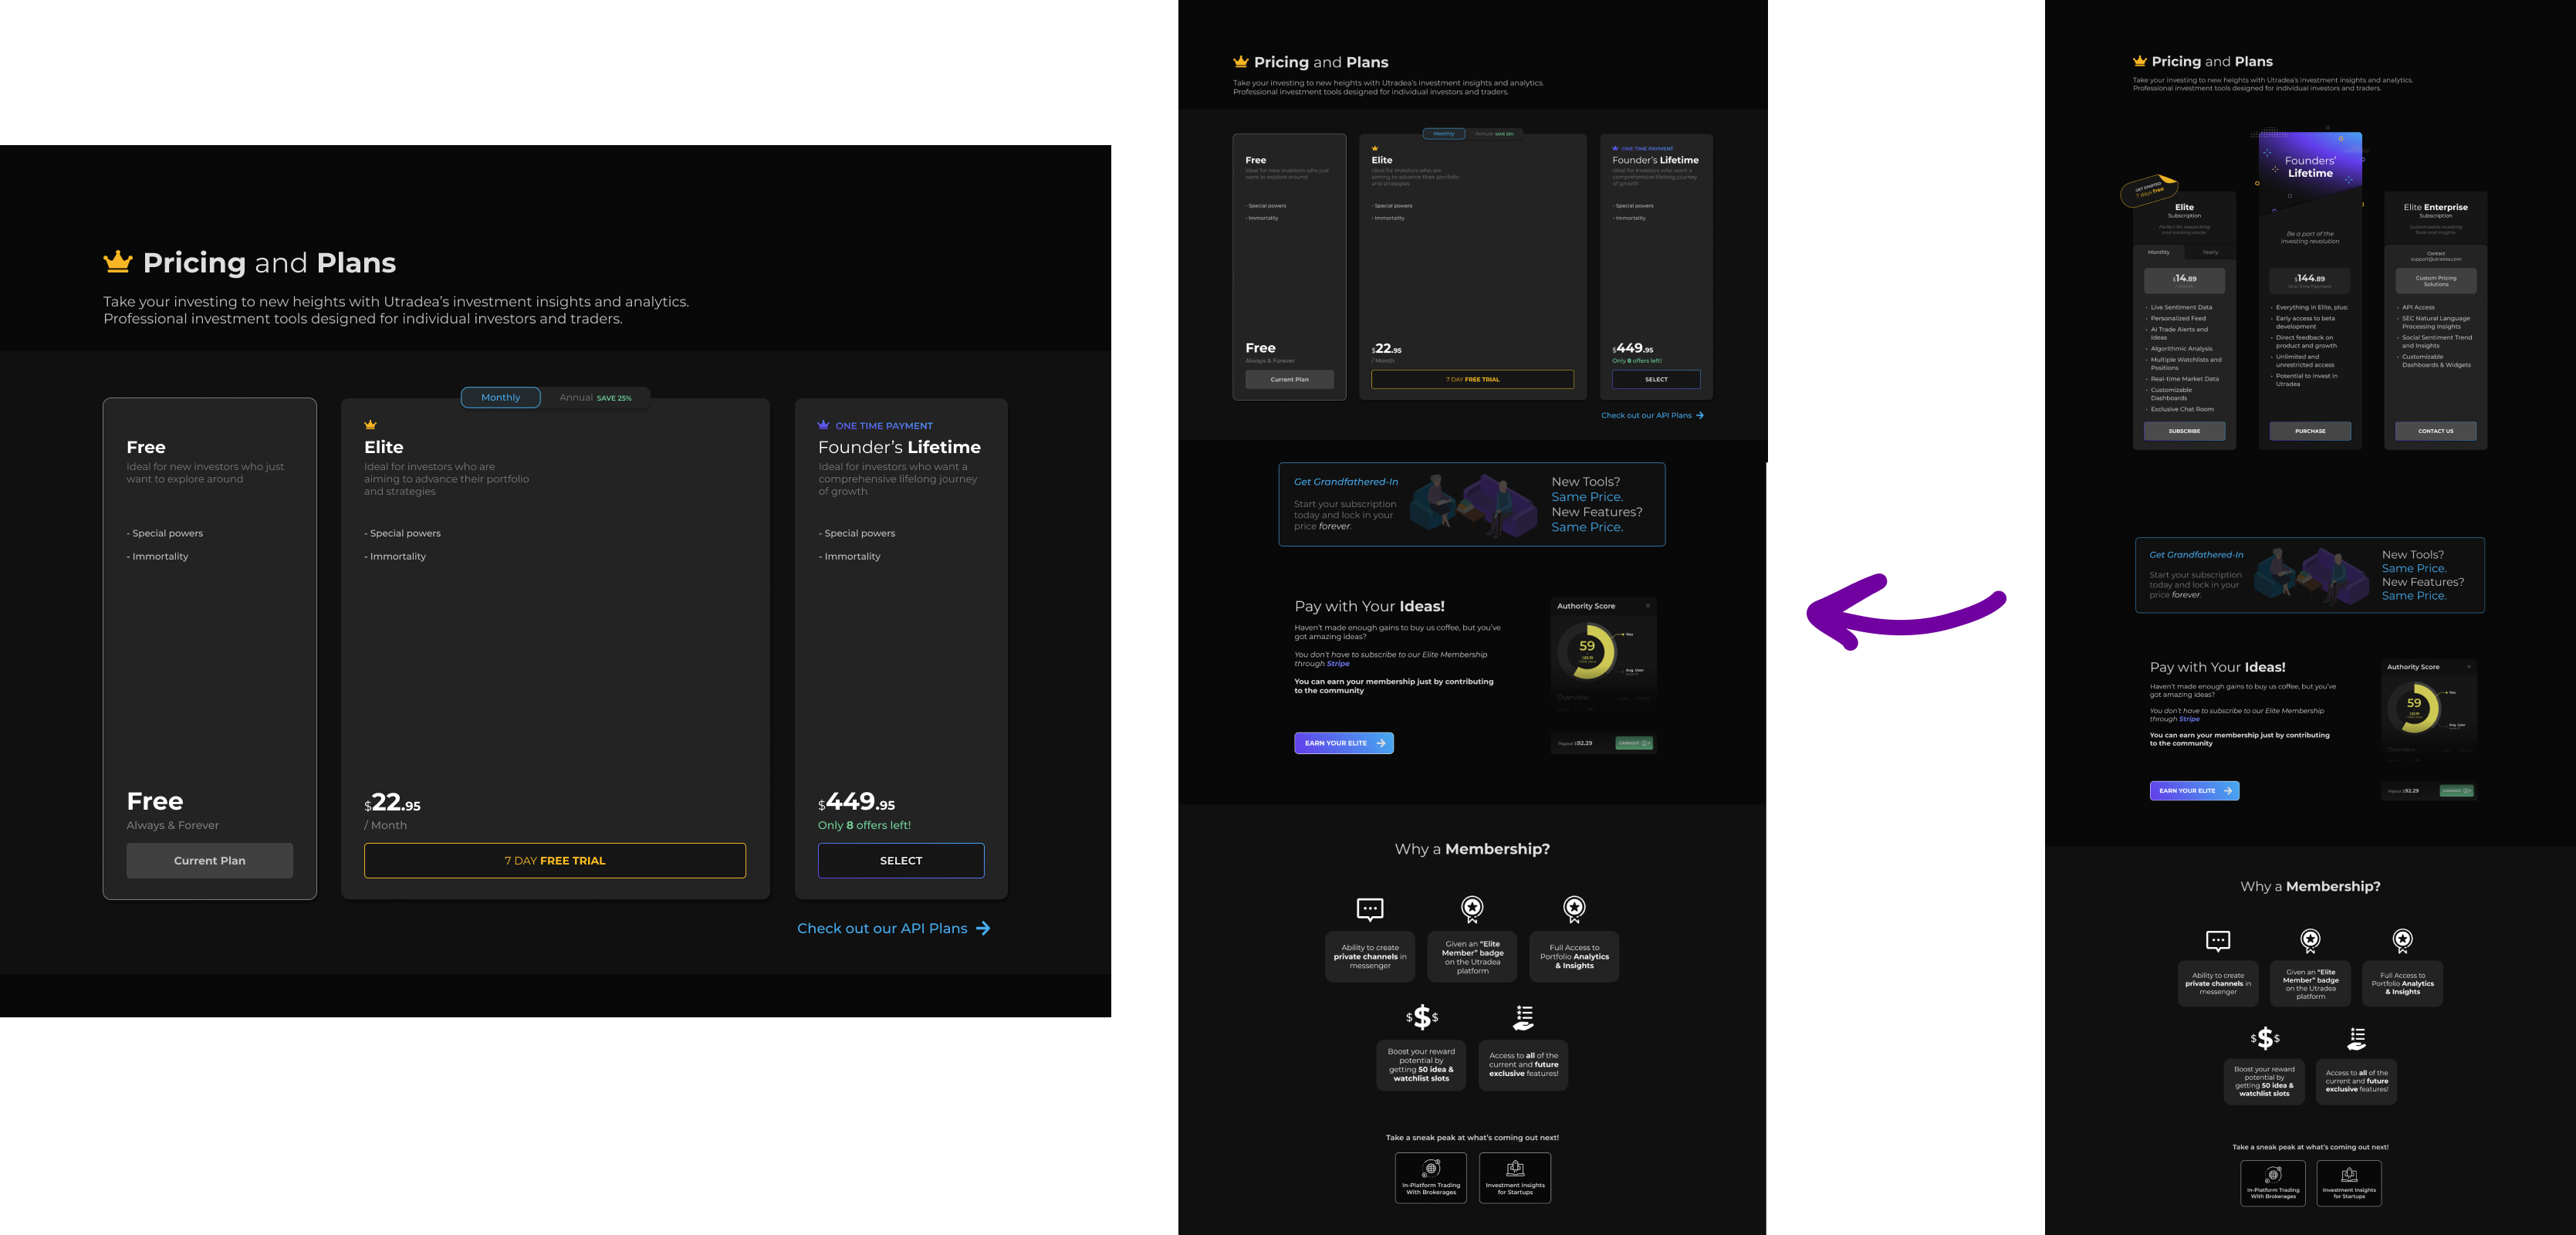 Pricing and Plans
Take your investing to new heights with Utradea's investment insights and analytics.
Professional investment tools designed for individual investors and traders.
Monthly
Annual SAVE 25%
Free
Ideal for new investors who just
want to explore around
- Special powers
- Immortality
Free
Always & Forever
Current Plan
Elite
Ideal for investors who are
aiming to advance their portfolio
and strategies
- Special powers
- Immortality
$22.95
/ Month
7 DAY FREE TRIAL
ONE TIME PAYMENT
Founder's Lifetime
Ideal for investors who want a
comprehensive lifelong journey
of growth
- Special powers
- Immortality
$449.95
Only 8 offers left!
SELECT
Check out our API Plans
Pricing and Plans
Take your investing to new heights with Utradea's investment insights and analytics.
Professional investment tools designed for individual investors and traders.
Monthly
Annual SAVE 25%
Free
Ideal for new investors who just
want to explore around
- Special powers
- Immortality
Free
Always & Forever
Current Plan
Elite
Ideal for investors who are
aiming to advance their portfolio
and strategies
- Special powers
- Immortality
$22.95
/ Month
7 DAY FREE TRIAL
ONE TIME PAYMENT
Founder's Lifetime
Ideal for investors who want a
comprehensive lifelong journey
of growth
- Special powers
- Immortality
$449.95
Only 8 offers left!
SELECT
Check out our API Plans
Get Grandfathered-In
Start your subscription
today and lock in your
price forever.
New Tools?
Same Price.
New Features?
Same Price.
Pay with Your Ideas!
Haven't made enough gains to buy us coffee, but you've
got amazing ideas?
You don't have to subscribe to our Elite Membership
through Stripe
You can earn your membership just by contributing
to the community
EARN YOUR ELITE
Authority Score
59
You
Avg. User
Overview
Payout $92.29
CASHOUT
Why a Membership?
Ability to create
private channels in
messenger
Given an "Elite
Member" badge
on the Utradea
platform
Full Access to
Portfolio Analytics
& Insights
$$$
Boost your reward
potential by
getting 50 idea &
watchlist slots
Access to all of the
current and future
exclusive features!
Take a sneak peak at what's coming out next!
In-Platform Trading
With Brokerages
Investment Insights
for Startups
Pricing and Plans
Take your investing to new heights with Utradea's investment insights and analytics.
Professional investment tools designed for individual investors and traders.
GET STARTED
7 days free
Elite
Subscription
Perfect for researching
and tracking stocks
Monthly
Yearly
$14.89
/ month
• Live Sentiment Data
• Personalized Feed
• AI Trade Alerts and
Ideas
• Algorithmic Analysis
• Multiple Watchlists and
Positions
• Real-time Market Data
• Customizable
Dashboards
• Exclusive Chat Room
SUBSCRIBE
Founders'
Lifetime
Be a part of the
investing revolution
$144.89
One Time Payment
• Everything in Elite, plus:
• Early access to beta
development
• Direct feedback on
product and growth
• Unlimited and
unrestricted access
• Potential to invest in
Utradea
PURCHASE
Elite Enterprise
Subscription
Customizable Investing
Tools and Insights
Contact
support@utradea.com
Custom Pricing
Solutions
• API Access
• SEC Natural Language
Processing Insights
• Social Sentiment Trend
and Insights
• Customizable
Dashboards & Widgets
CONTACT US
Get Grandfathered-In
Start your subscription
today and lock in your
price forever.
New Tools?
Same Price.
New Features?
Same Price.
Pay with Your Ideas!
Haven't made enough gains to buy us coffee, but you've
got amazing ideas?
You don't have to subscribe to our Elite Membership
through Stripe
You can earn your membership just by contributing
to the community
EARN YOUR ELITE
Authority Score
59
You
Avg. User
Overview
Payout $92.29
CASHOUT
Why a Membership?
Ability to create
private channels in
messenger
Given an "Elite
Member" badge
on the Utradea
platform
Full Access to
Portfolio Analytics
& Insights
$$$
Boost your reward
potential by
getting 50 idea &
watchlist slots
Access to all of the
current and future
exclusive features!
Take a sneak peak at what's coming out next!
In-Platform Trading
With Brokerages
Investment Insights
for Startups